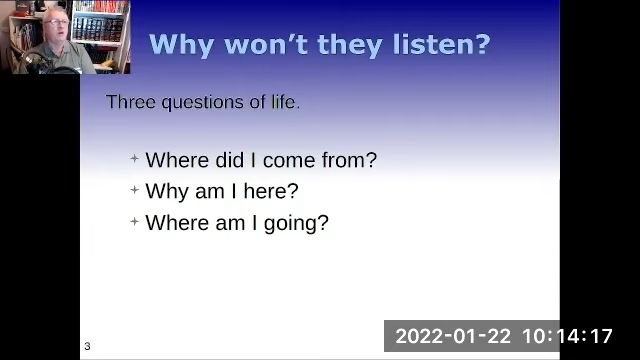 Why won't they listen?
Three questions of life.
Where did I come from?
Why am I here?
Where am I going?
3
2022-01-22 10:14:17